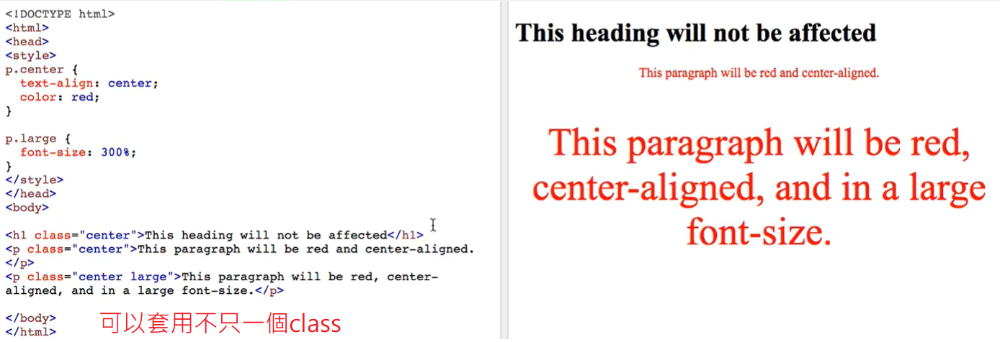 <!DOCTYPE html>
<html>
<head>
<style>
p.center {
  text-align: center;
  color: red;
}
p.large {
  font-size: 300%;
}
</style>
</head>
<body>
<h1 class="center">This heading will not be affected</h1>
<p class="center">This paragraph will be red and center-aligned.
</p>
<p class="center large">This paragraph will be red, center-
aligned, and in a large font-size.</p>
</body>
</html>
可以套用不只一個class
This heading will not be affected
This paragraph will be red and center-aligned.
This paragraph will be red,
center-aligned, and in a large
font-size.